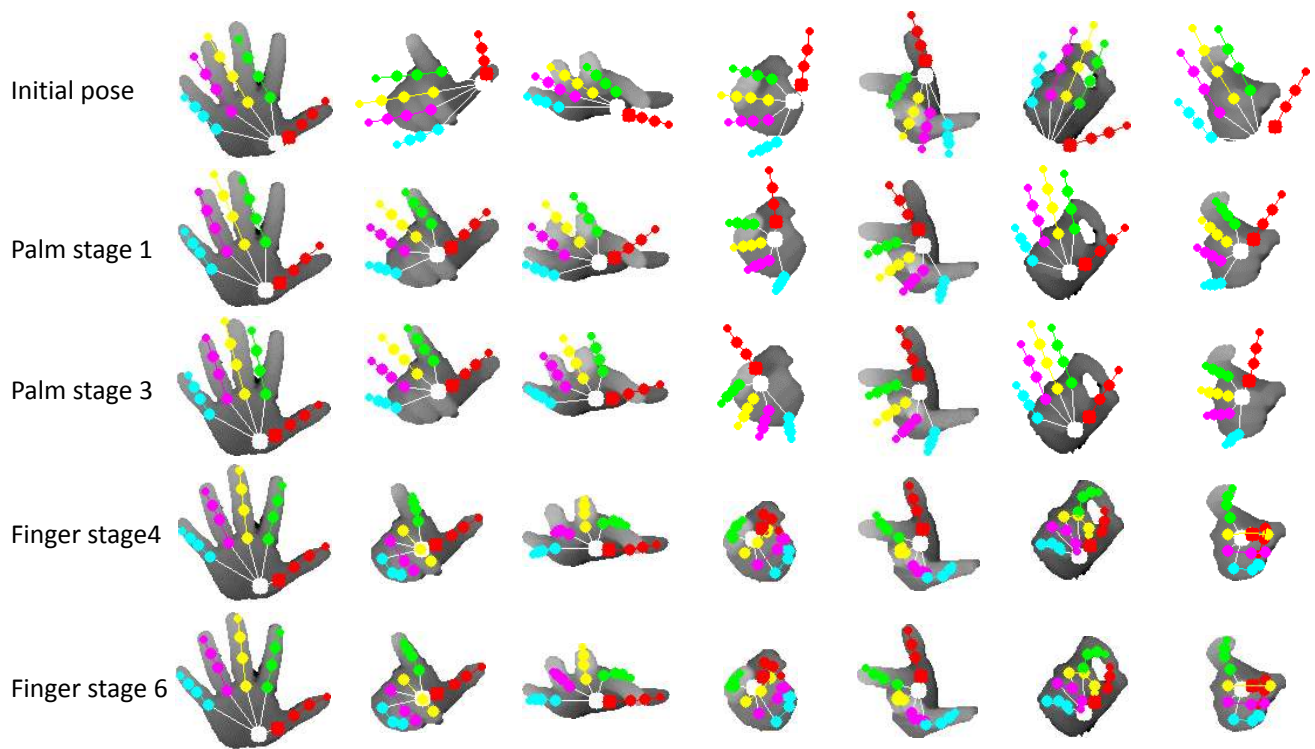 Initial pose
Palm stage 1
Palm stage 3
Finger stage4
Finger stage 6